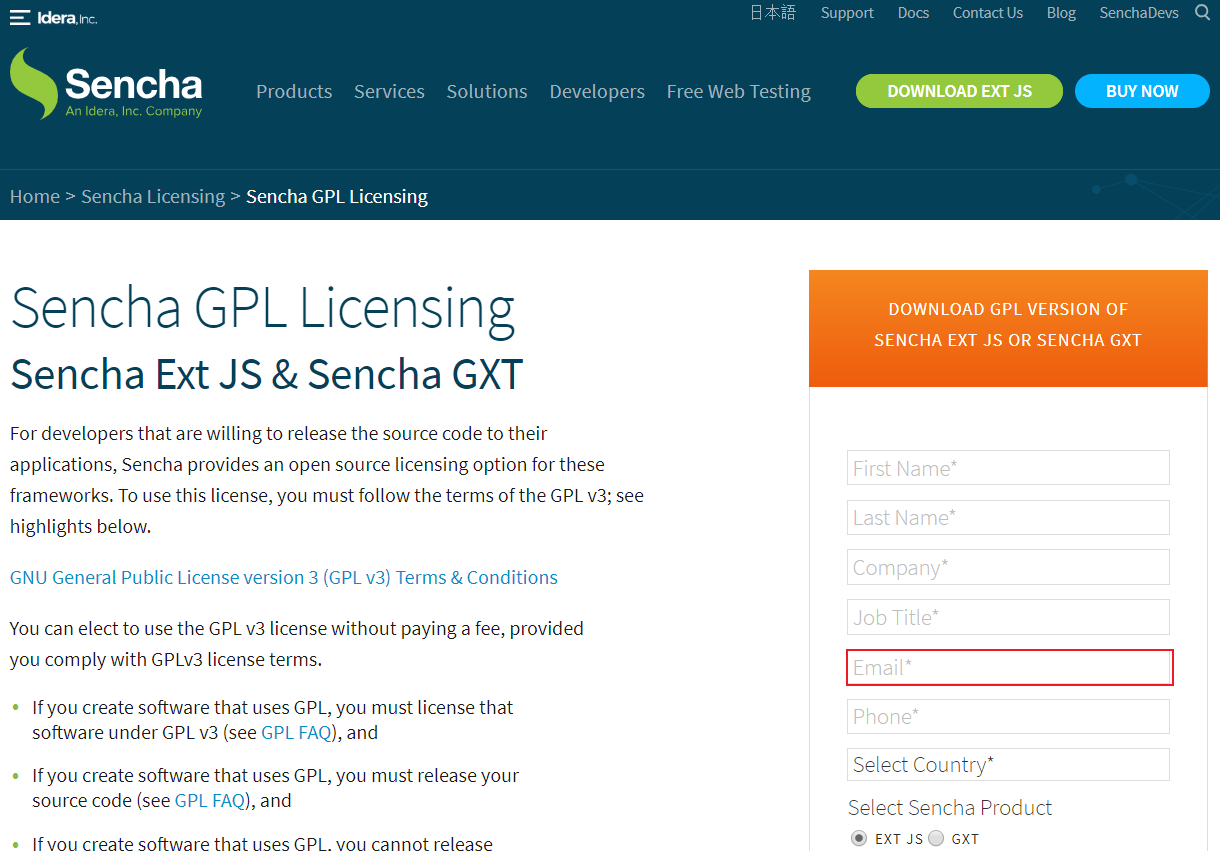 Idera, Inc.
日本語 Support Docs Contact Us Blog SenchaDevs
Sencha
An Idera, Inc. Company
Products Services Solutions Developers Free Web Testing
DOWNLOAD EXT JS
BUY NOW
Home > Sencha Licensing > Sencha GPL Licensing
Sencha GPL Licensing
Sencha Ext JS & Sencha GXT
For developers that are willing to release the source code to their
applications, Sencha provides an open source licensing option for these
frameworks. To use this license, you must follow the terms of the GPL v3; see
highlights below.
GNU General Public License version 3 (GPL v3) Terms & Conditions
You can elect to use the GPL v3 license without paying a fee, provided
you comply with GPLv3 license terms.
• If you create software that uses GPL, you must license that
software under GPL v3 (see GPL FAQ), and
• If you create software that uses GPL, you must release your
source code (see GPL FAQ), and
• If you create software that uses GPL, you cannot release
DOWNLOAD GPL VERSION OF
SENCHA EXT JS OR SENCHA GXT
First Name*
Last Name*
Company*
Job Title*
Email*
Phone*
Select Country*
Select Sencha Product
EXT JS GXT